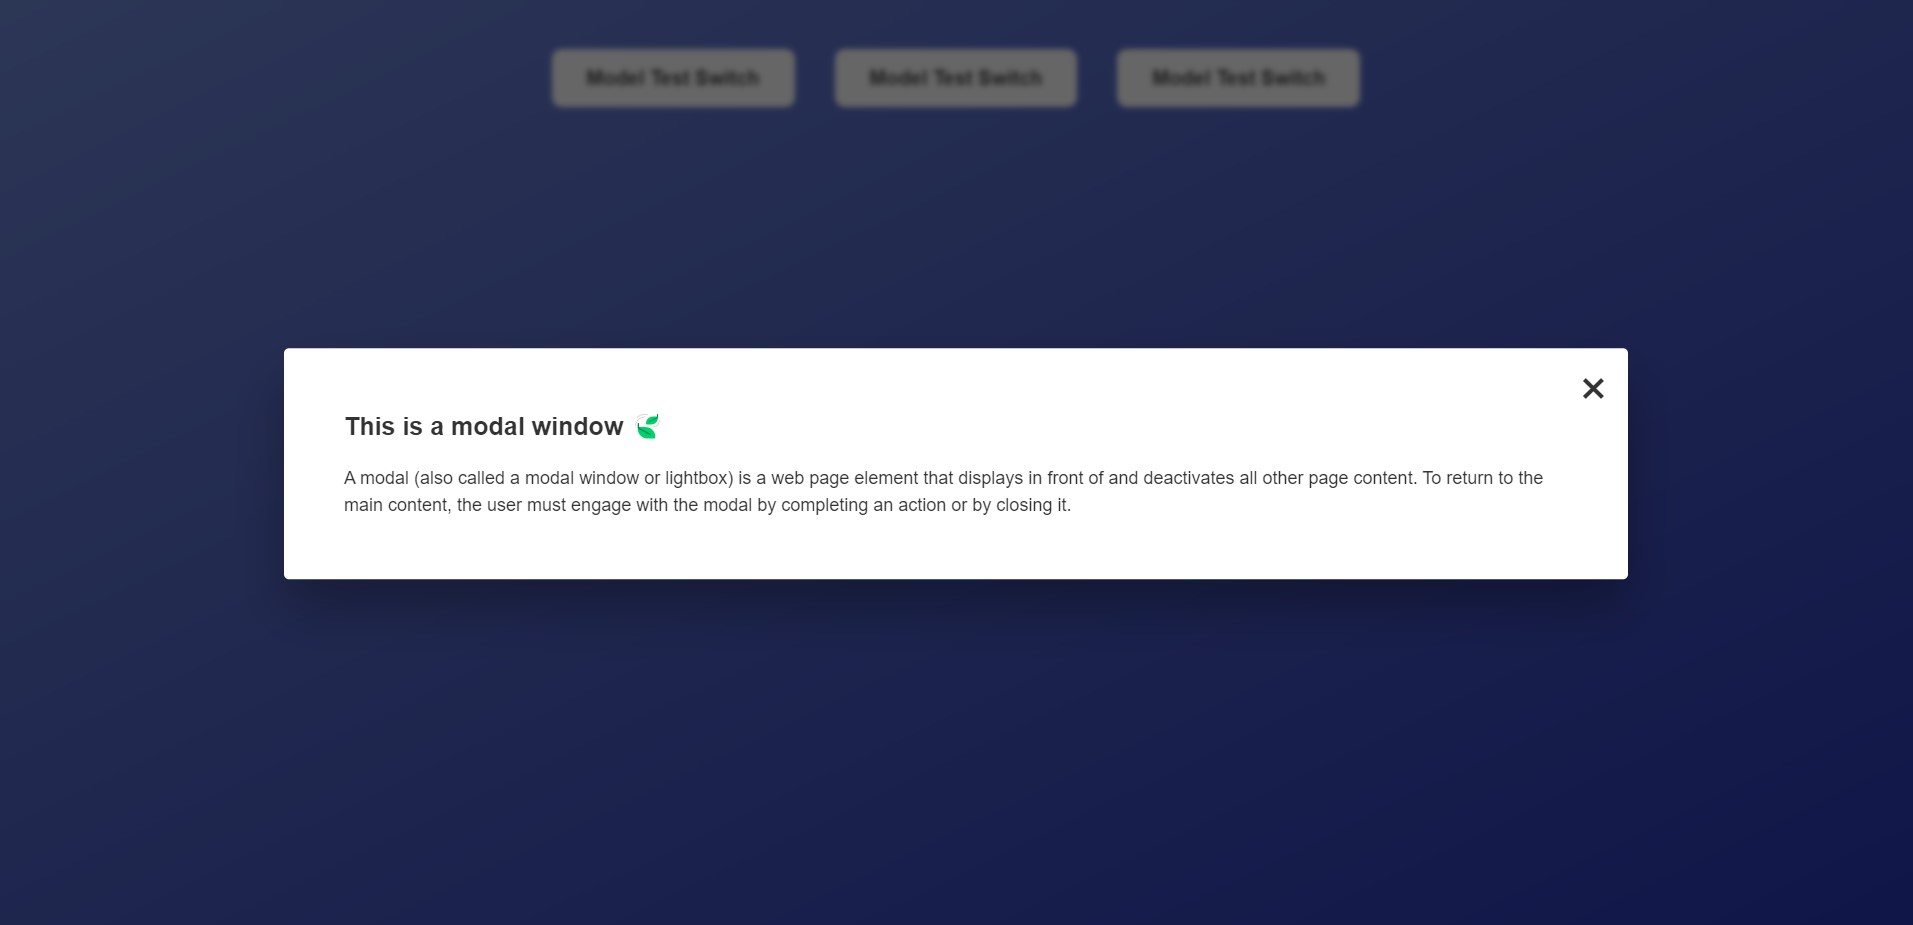 Model Test Switch Model Test Switch Model Test Switch
This is a modal window
A modal (also called a modal window or lightbox) is a web page element that displays in front of and deactivates all other page content. To return to the
main content, the user must engage with the modal by completing an action or by closing it.